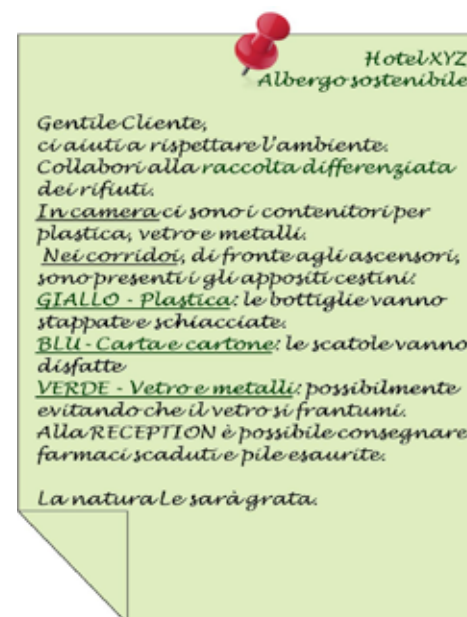 Hotel XYZ
Albergo sostenibile
Gentile Cliente,
ci aiuti a rispettare l'ambiente.
Collabori alla raccolta differenziata
dei rifiuti.
In camera ci sono i contenitori per
plastica, vetro e metalli.
Nei corridoi, di fronte agli ascensori,
sono presenti i gli appositi cestini:
GIALLO - Plastica: le bottiglie vanno
stappate e schiacciate.
BLU - Carta e cartone: le scatole vanno
disfatte
VERDE - Vetro e metalli: possibilmente
evitando che il vetro si frantumi.
Alla RECEPTION è possibile consegnare
farmaci scaduti e pile esaurite.
La natura Le sarà grata.